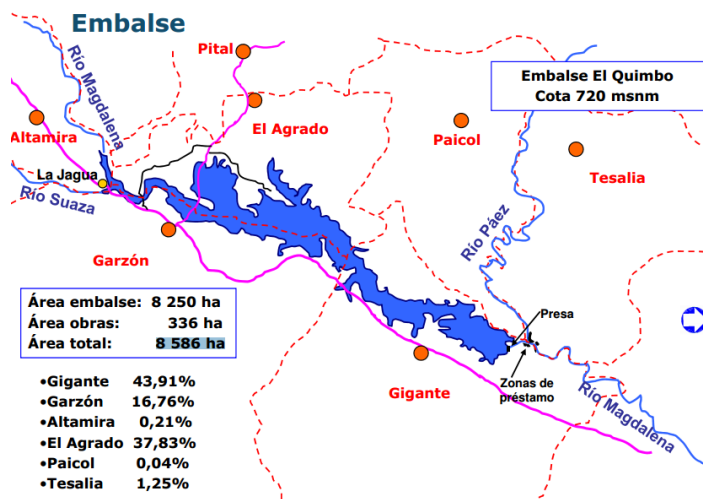 Embalse
Pital
Río Magdalena
Embalse El Quimbo
Cota 720 msnm
El Agrado
Altamira
Paicol
La Jagua
Tesalia
Río Suaza
Río Páez
Garzón
Área embalse: 8 250 ha
Área obras: 336 ha
Área total: 8 586 ha
Presa
Zonas de
préstamo
Gigante
Río Magdalena
•Gigante 43,91%
•Garzón 16,76%
•Altamira 0,21%
•El Agrado 37,83%
•Paicol 0,04%
•Tesalia 1,25%